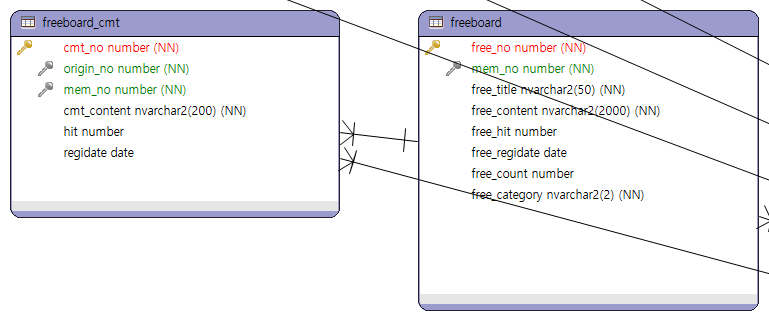 freeboard_cmt
cmt_no number (NN)
origin_no number (NN)
mem_no number (NN)
cmt_content nvarchar2(200) (NN)
hit number
regidate date
freeboard
free_no number (NN)
mem_no number (NN)
free_title nvarchar2(50) (NN)
free_content nvarchar2(2000) (NN)
free_hit number
free_regidate date
free_count number
free_category nvarchar2(2) (NN)